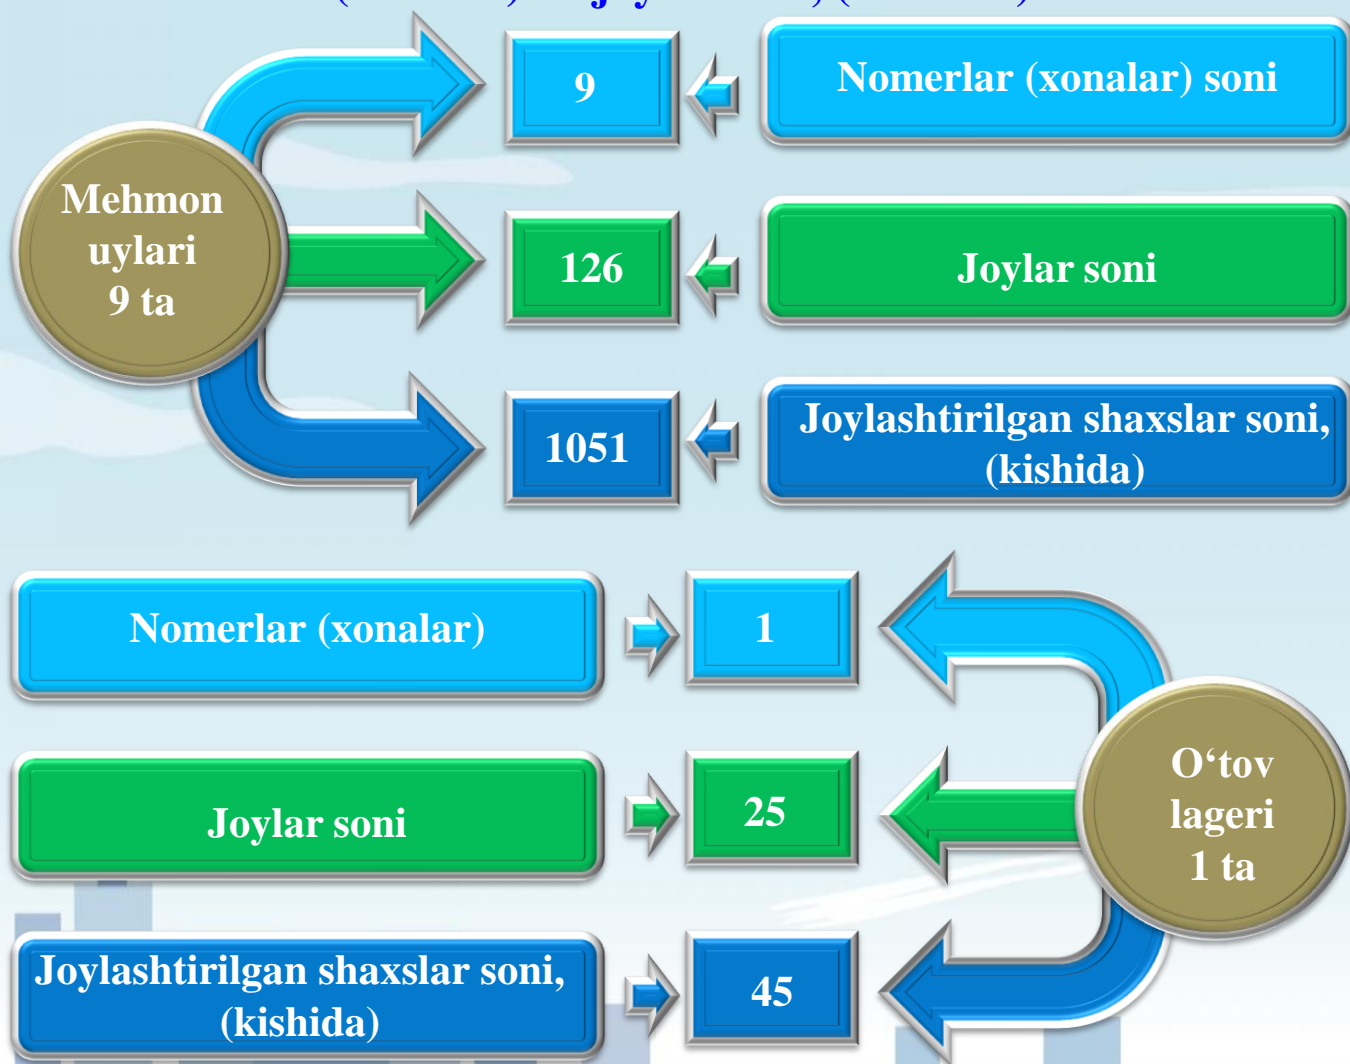 Mehmon
uylari
9 ta
9
Nomerlar (xonalar) soni
126
Joylar soni
1051
Joylashtirilgan shaxslar soni,
(kishida)
Nomerlar (xonalar)
1
Joylar soni
25
Joylashtirilgan shaxslar soni,
(kishida)
45
O‘tov
lageri
1 ta